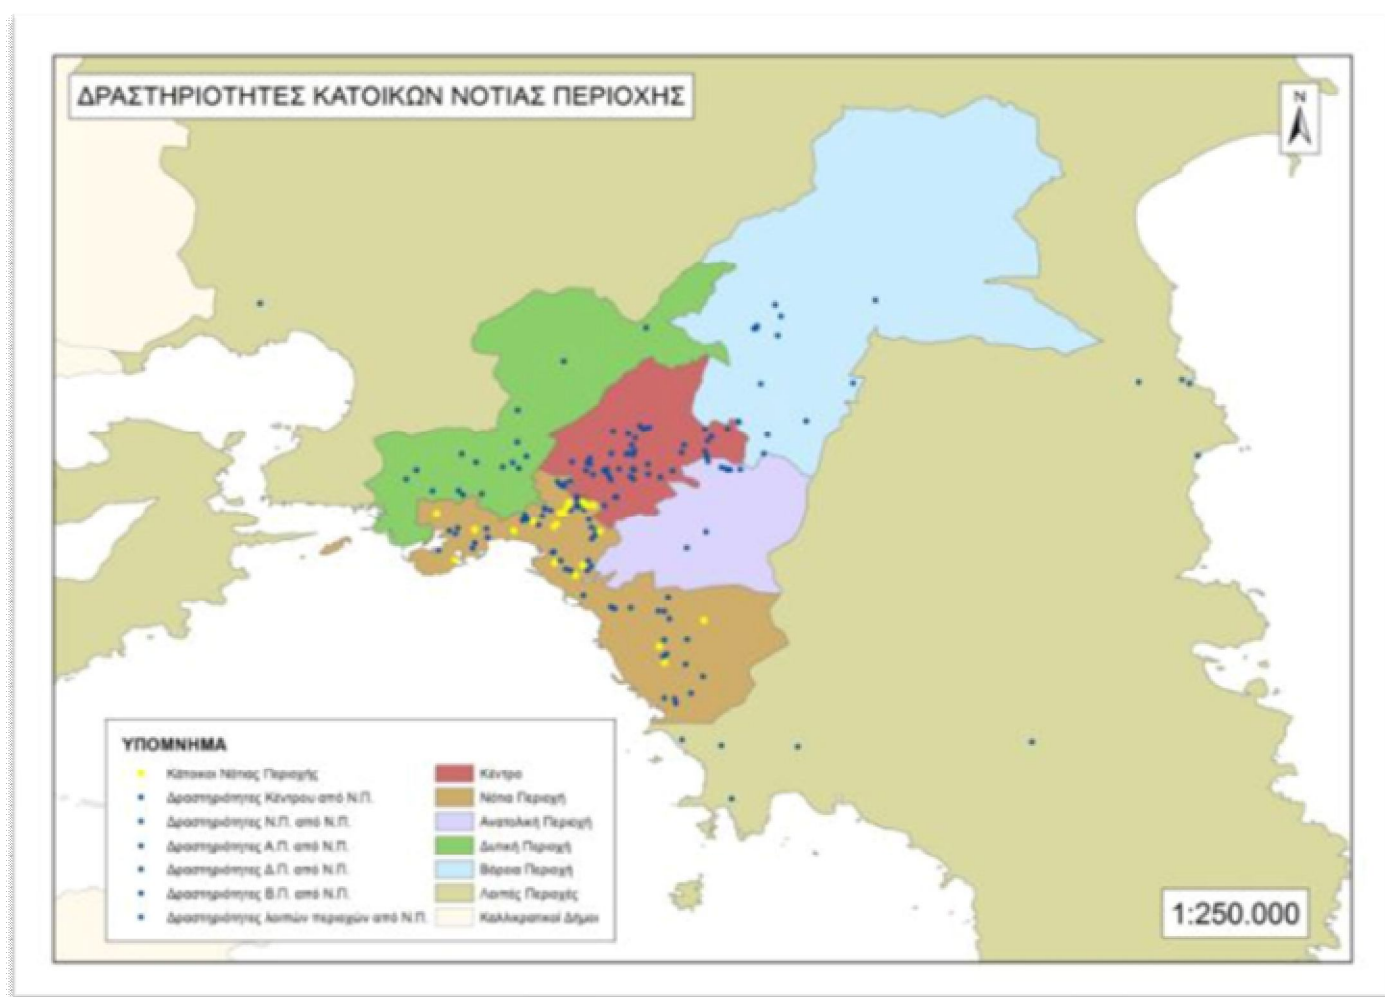 ΔΡΑΣΤΗΡΙΟΤΗΤΕΣ ΚΑΤΟΙΚΩΝ ΝΟΤΙΑΣ ΠΕΡΙΟΧΗΣ
N
ΥΠΟΜΝΗΜΑ
Κάτοικοι Νότιας Περιοχής
Δραστηριότητες Κέντρου από Ν.Π.
Δραστηριότητες Ν.Π. από Ν.Π.
Δραστηριότητες Α.Π. από Ν.Π.
Δραστηριότητες Δ.Π. από Ν.Π.
Δραστηριότητες Β.Π. από Ν.Π.
Δραστηριότητες λοιπών περιοχών από Ν.Π.
Κέντρο
Νότια Περιοχή
Ανατολική Περιοχή
Δυτική Περιοχή
Βόρεια Περιοχή
Λοιπές Περιοχές
Καλλικρατικοί Δήμοι
1:250.000